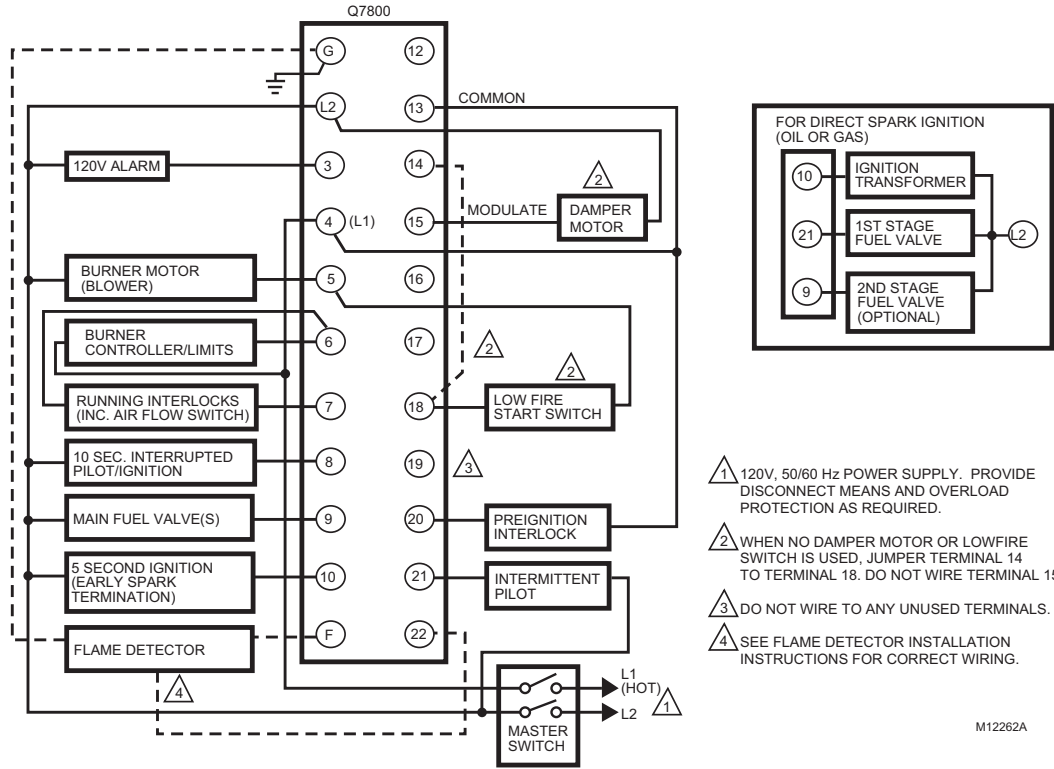 Q7800
G
12
L2
13
COMMON
120V ALARM
3
14
2
4
(L1)
15
MODULATE
DAMPER
MOTOR
BURNER MOTOR
(BLOWER)
5
16
BURNER
CONTROLLER/LIMITS
6
17
2
2
RUNNING INTERLOCKS
(INC. AIR FLOW SWITCH)
7
18
LOW FIRE
START SWITCH
10 SEC. INTERRUPTED
PILOT/IGNITION
8
19
3
MAIN FUEL VALVE(S)
9
20
PREIGNITION
INTERLOCK
5 SECOND IGNITION
(EARLY SPARK
TERMINATION)
10
21
INTERMITTENT
PILOT
FLAME DETECTOR
F
22
4
L1
(HOT)
L2
1
MASTER
SWITCH
FOR DIRECT SPARK IGNITION
(OIL OR GAS)
10
IGNITION
TRANSFORMER
21
1ST STAGE
FUEL VALVE
L2
9
2ND STAGE
FUEL VALVE
(OPTIONAL)
1 120V, 50/60 Hz POWER SUPPLY. PROVIDE
DISCONNECT MEANS AND OVERLOAD
PROTECTION AS REQUIRED.
2 WHEN NO DAMPER MOTOR OR LOWFIRE
SWITCH IS USED, JUMPER TERMINAL 14
TO TERMINAL 18. DO NOT WIRE TERMINAL 15
3 DO NOT WIRE TO ANY UNUSED TERMINALS.
4 SEE FLAME DETECTOR INSTALLATION
INSTRUCTIONS FOR CORRECT WIRING.
M12262A